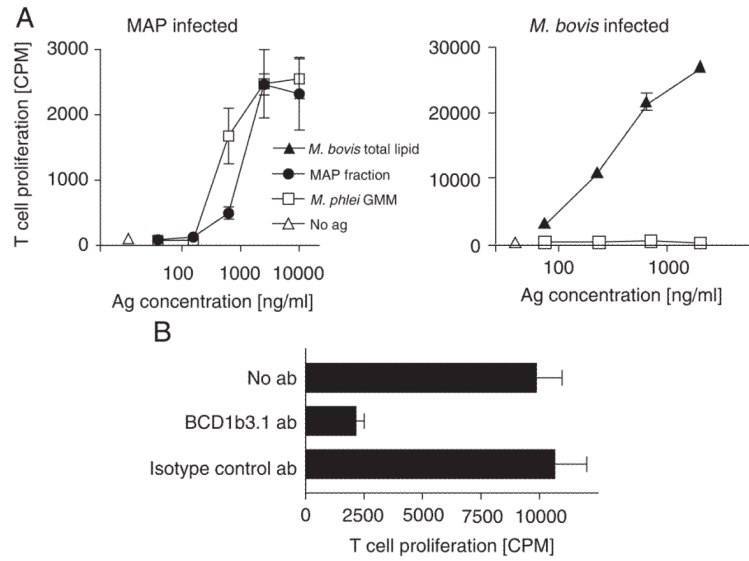 A
MAP infected
M. bovis infected
T cell proliferation [CPM]
3000
2000
1000
0
100
1000
10000
Ag concentration [ng/ml]
M. bovis total lipid
MAP fraction
M. phlei GMM
No ag
30000
20000
10000
0
100
1000
Ag concentration [ng/ml]
B
No ab
BCD1b3.1 ab
Isotype control ab
0
2500
5000
7500
10000
T cell proliferation [CPM]